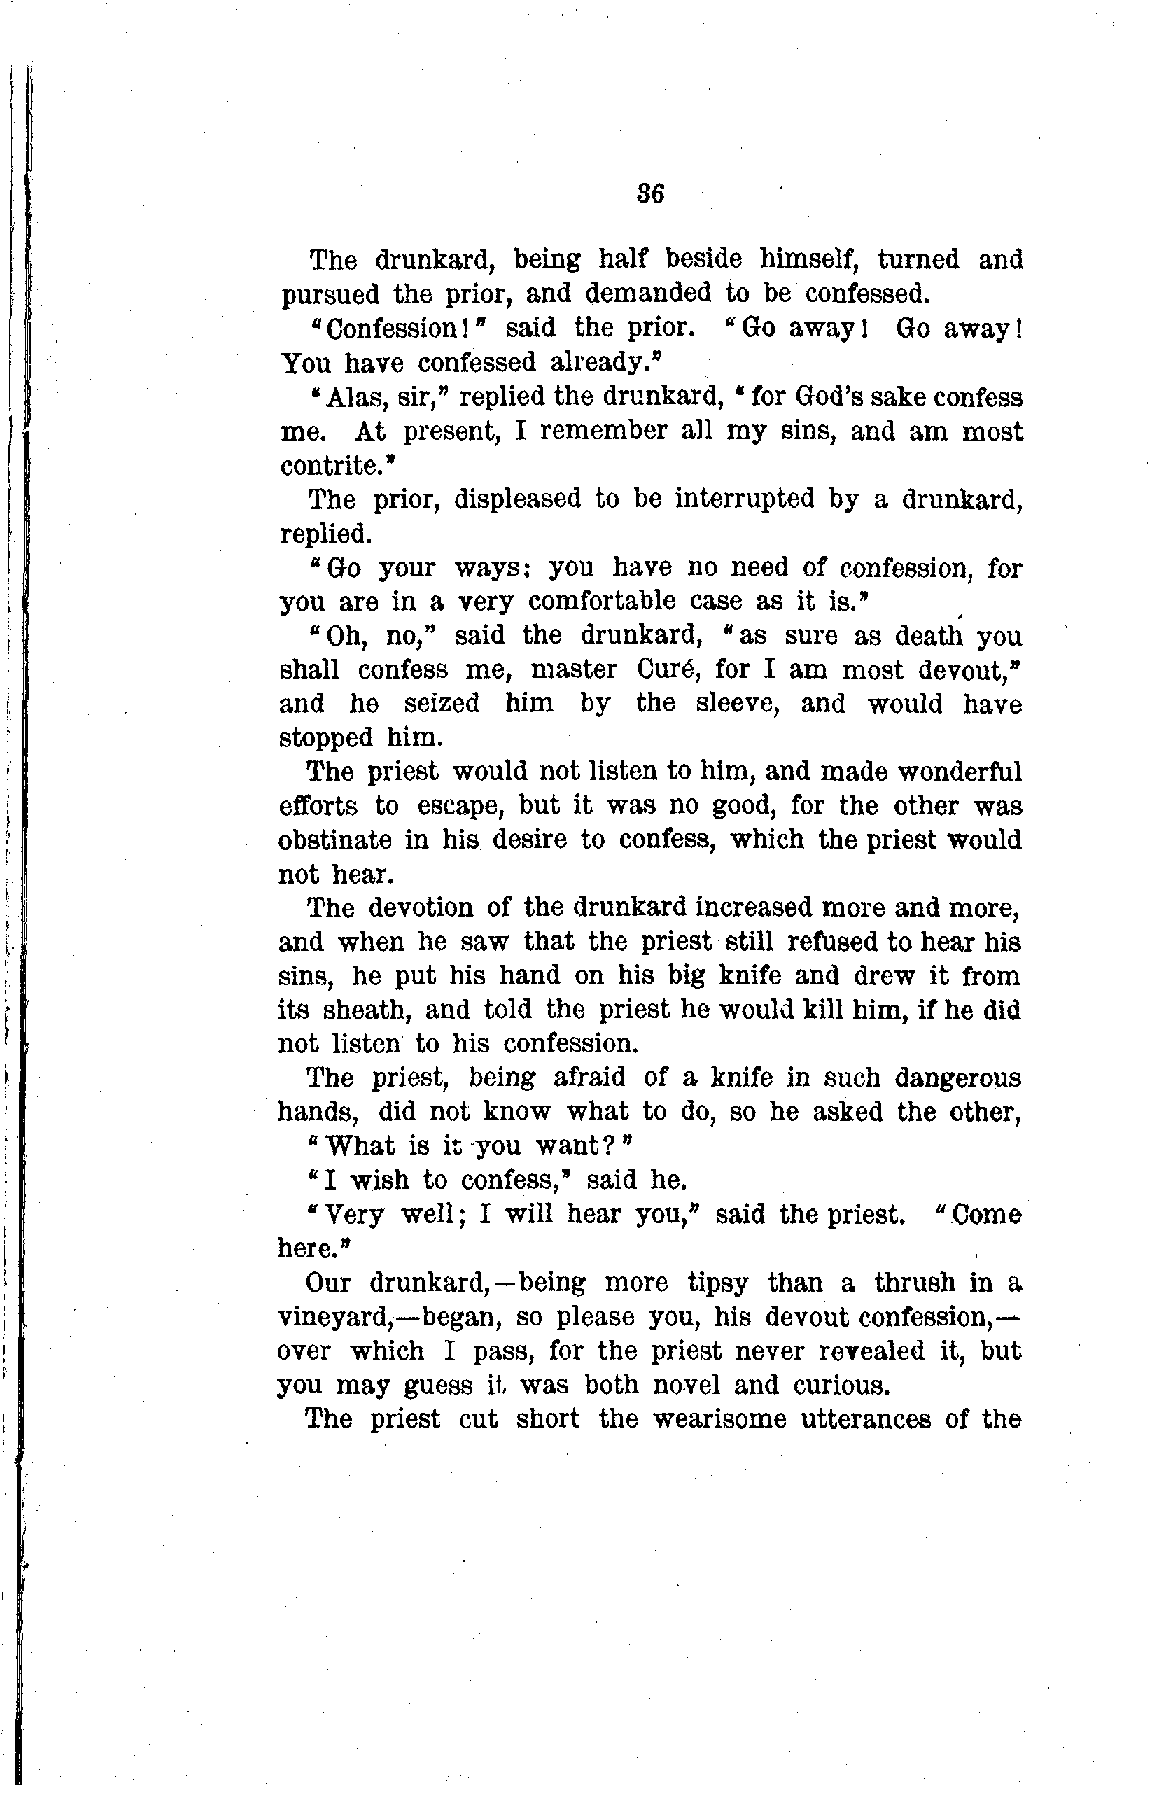 36
The drunkard, being half beside himself, turned and
pursued the prior, and demanded to be confessed.
"Confession!" said the prior. "Go away! Go away!
You have confessed already."
"Alas, sir," replied the drunkard, "for God's sake confess
me. At present, I remember all my sins, and am most
contrite."
The prior, displeased to be interrupted by a drunkard,
replied.
"Go your ways; you have no need of confession, for
you are in a very comfortable case as it is."
"Oh, no," said the drunkard, "as sure as death you
shall confess me, master Curé, for I am most devout,"
and he seized him by the sleeve, and would have
stopped him.
The priest would not listen to him, and made wonderful
efforts to escape, but it was no good, for the other was
obstinate in his desire to confess, which the priest would
not hear.
The devotion of the drunkard increased more and more,
and when he saw that the priest still refused to hear his
sins, he put his hand on his big knife and drew it from
its sheath, and told the priest he would kill him, if he did
not listen to his confession.
The priest, being afraid of a knife in such dangerous
hands, did not know what to do, so he asked the other,
"What is it you want?"
"I wish to confess," said he.
"Very well; I will hear you," said the priest. "Come
here."
Our drunkard,—being more tipsy than a thrush in a
vineyard,—began, so please you, his devout confession,—
over which I pass, for the priest never revealed it, but
you may guess it was both novel and curious.
The priest cut short the wearisome utterances of the